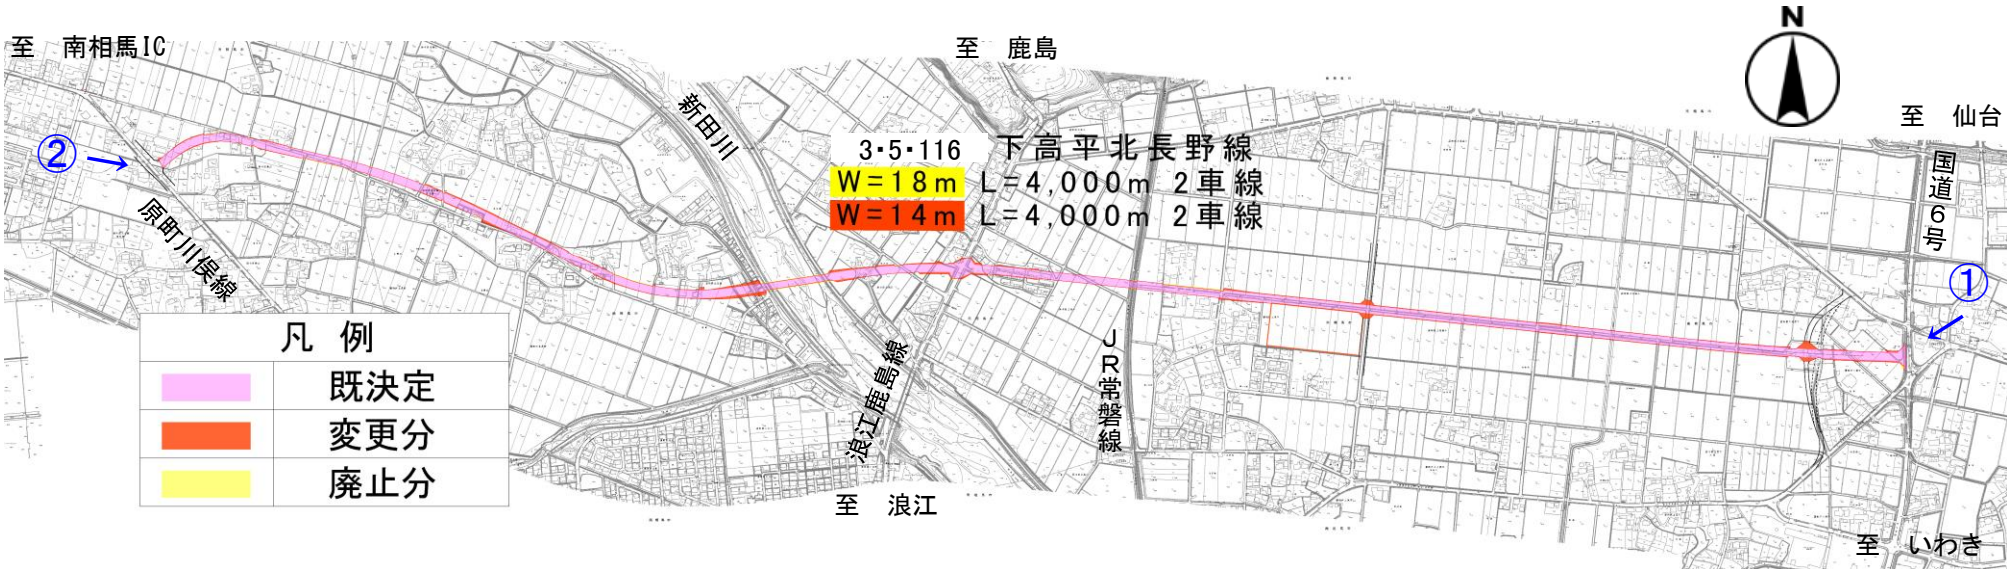 N
至　南相馬IC
至　鹿島
至　仙台
新田川
国道6号
3・5・116　下高平北長野線
W=18m L=4,000m 2車線
W=14m L=4,000m 2車線
②
①
原町川俣線
凡 例
既決定
変更分
廃止分
JR常磐線
浪江鹿島線
至　浪江
至　いわき